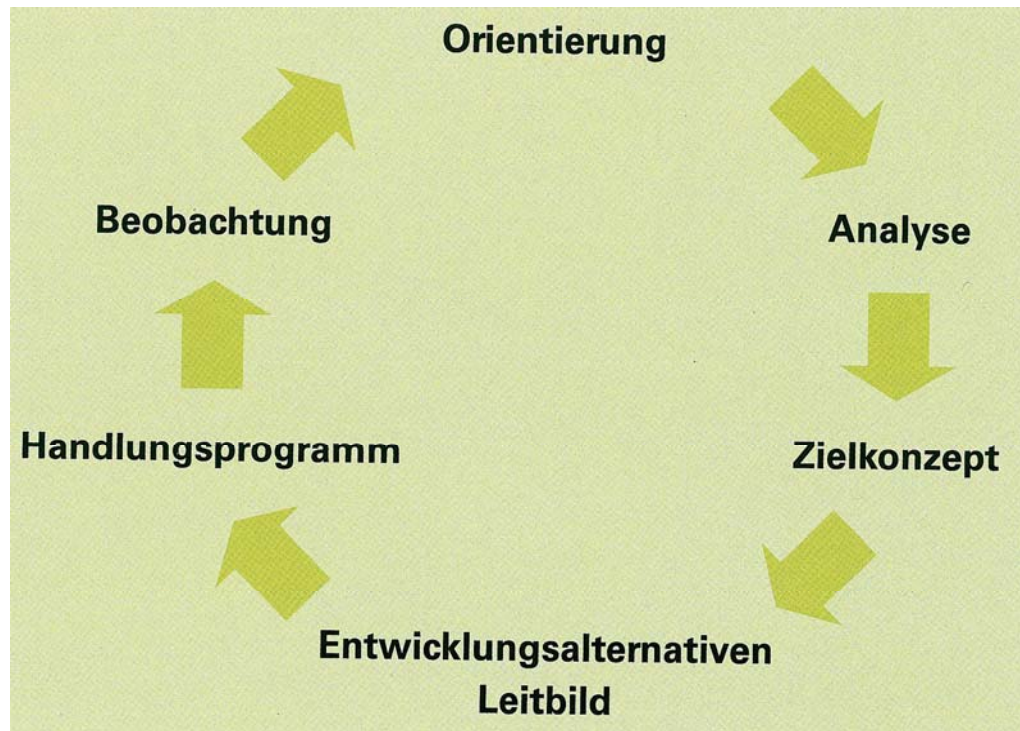 Orientierung
Beobachtung
Analyse
Handlungsprogramm
Zielkonzept
Entwicklungsalternativen
Leitbild